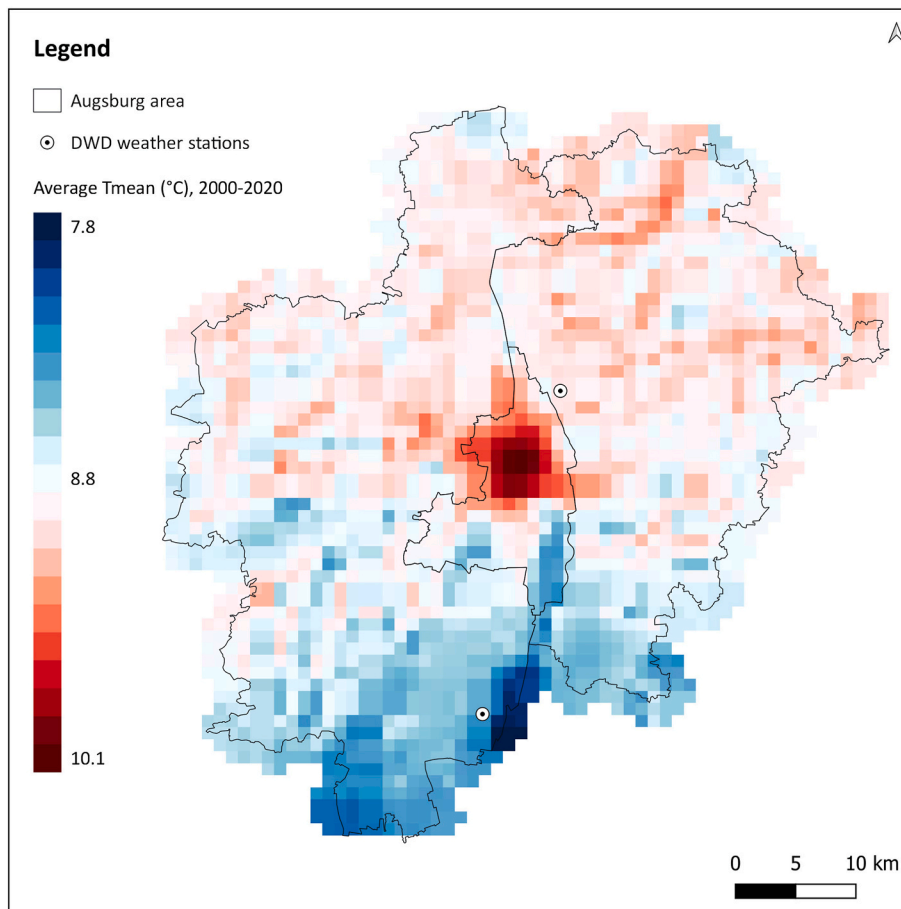 Legend
Augsburg area
DWD weather stations
Average Tmean (°C), 2000-2020
7.8
8.8
10.1
0 5 10 km